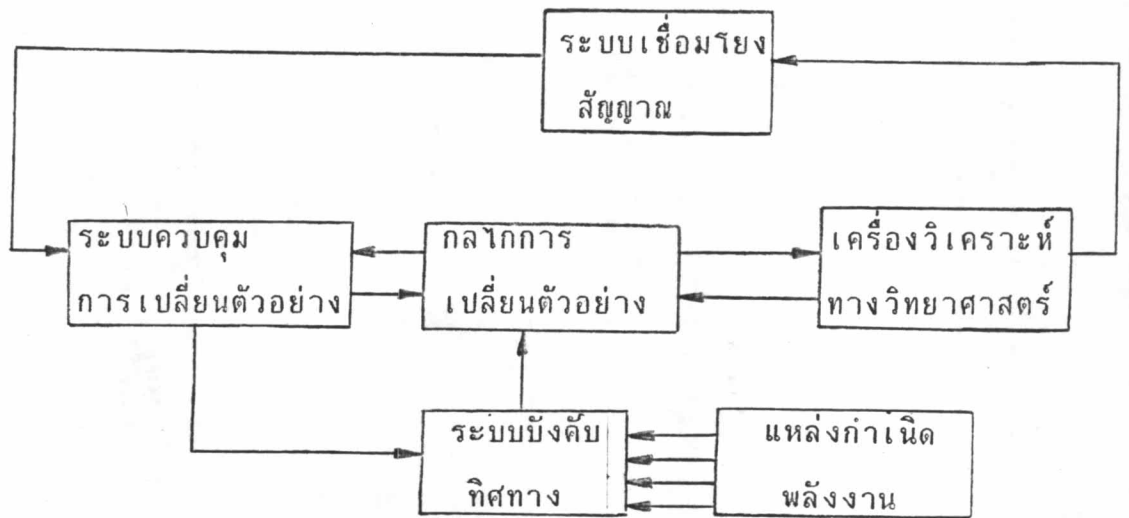 ระบบเชื่อมโยง
สัญญาณ
ระบบควบคุม
การเปลี่ยนตัวอย่าง
กลไกการ
เปลี่ยนตัวอย่าง
เครื่องวิเคราะห์
ทางวิทยาศาสตร์
ระบบบังคับ
ทิศทาง
แหล่งกำเนิด
พลังงาน